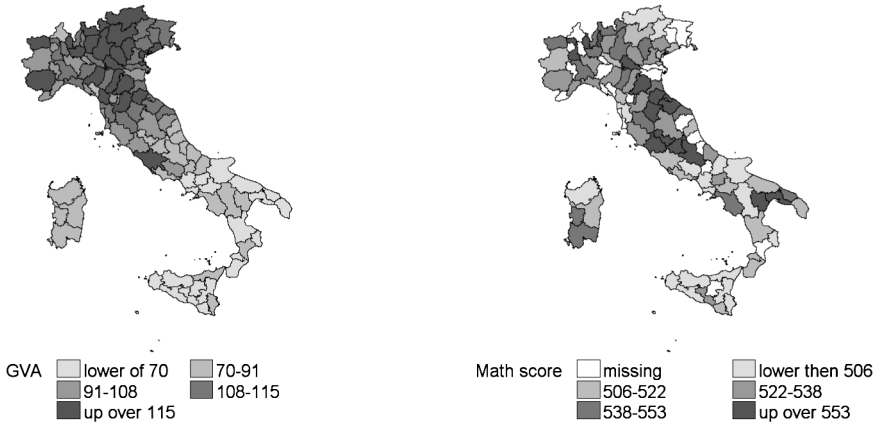 GVA lower of 70 70-91
91-108 108-115
up over 115
Math score missing lower then 506
506-522 522-538
538-553 up over 553